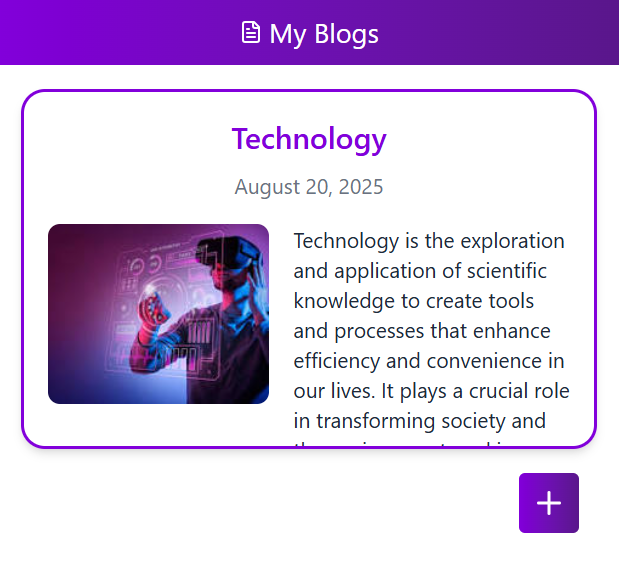 My Blogs
Technology
August 20, 2025
Technology is the exploration
and application of scientific
knowledge to create tools
and processes that enhance
efficiency and convenience in
our lives. It plays a crucial role
in transforming society and